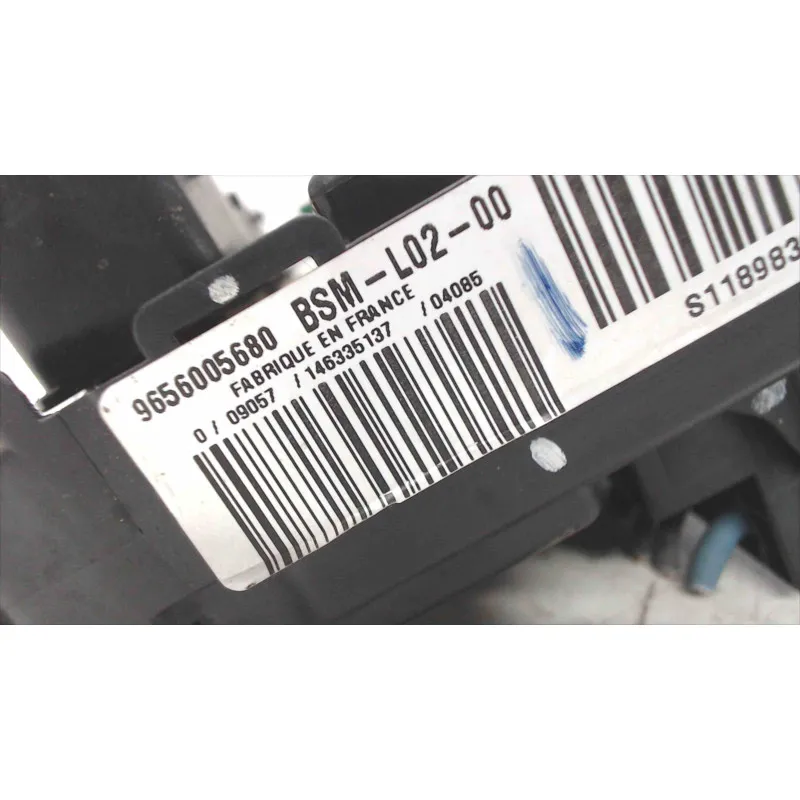 9656005680 BSM-L02-00
FABRIQUE EN FRANCE
0/ 09057 /146335137 /04085
S118983